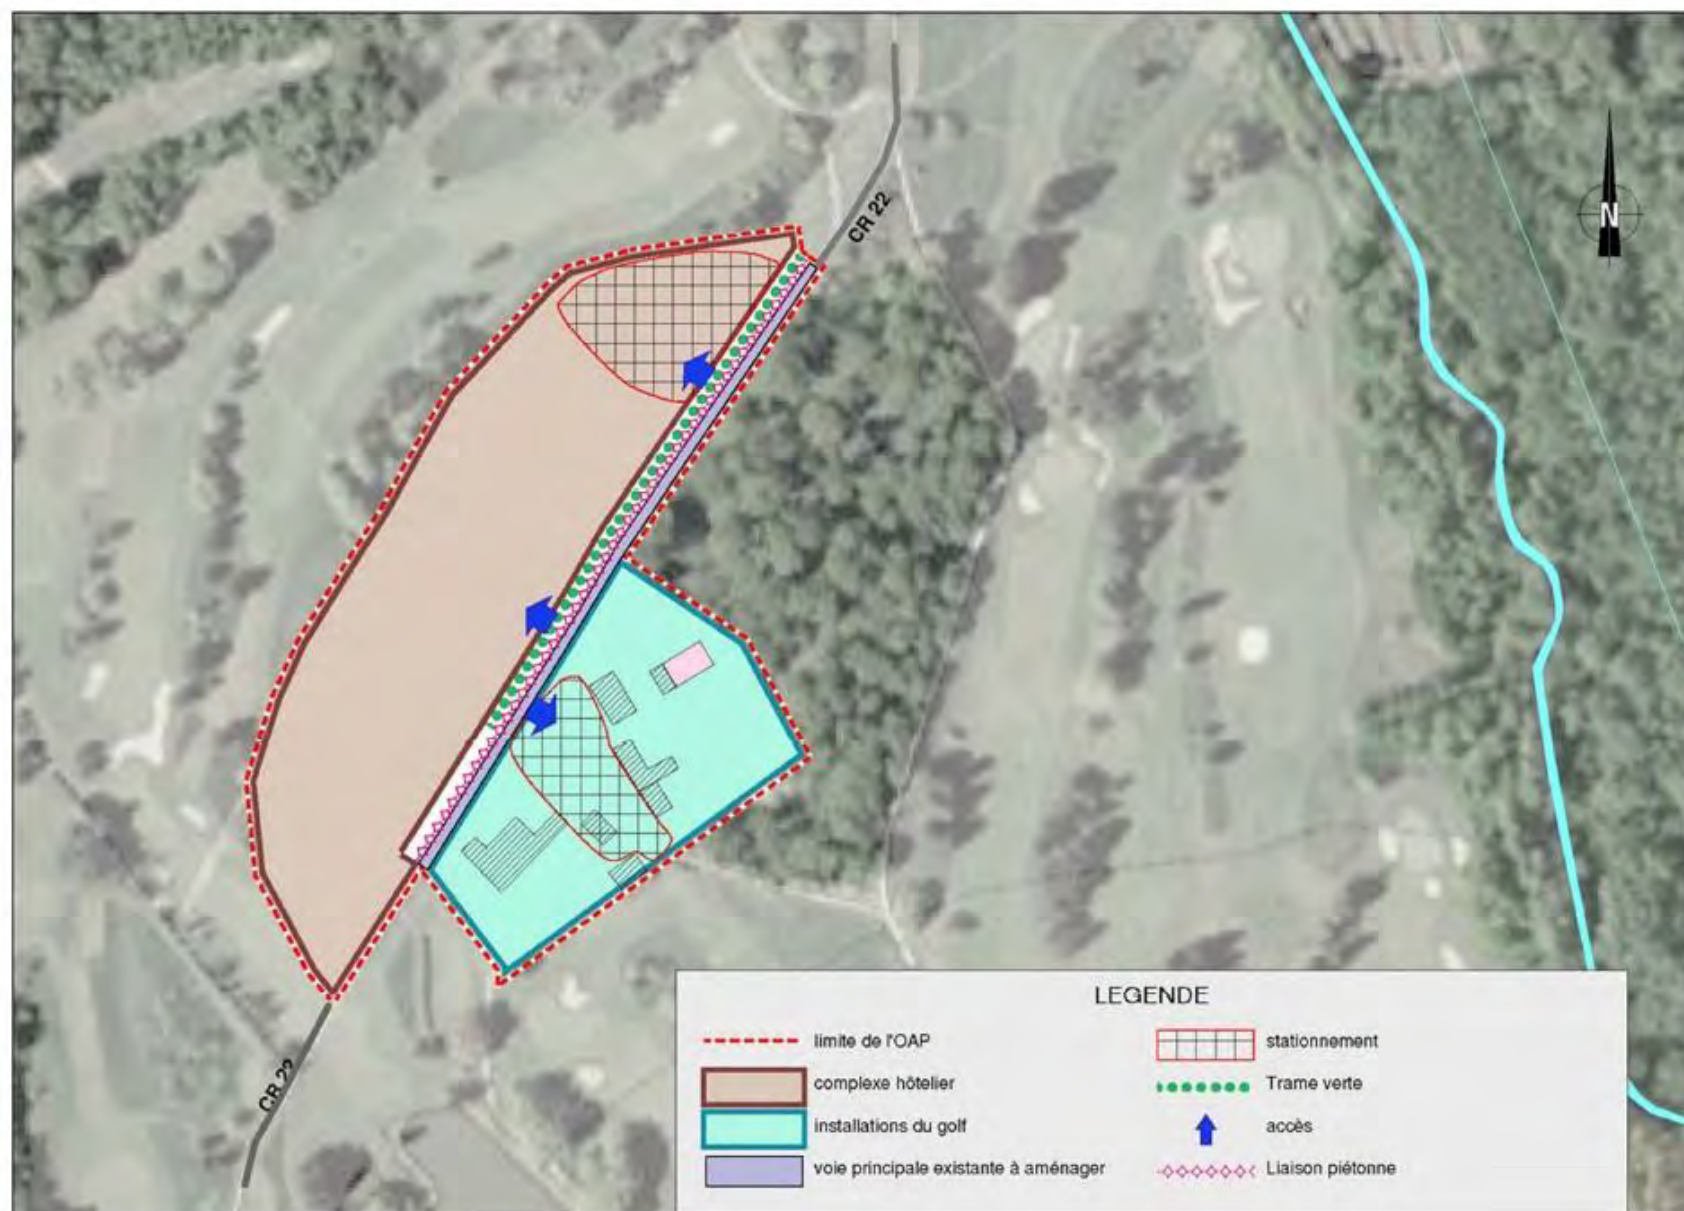 N
CR 22
CR 22
LEGENDE
limite de l'OAP
complexe hôtelier
installations du golf
voie principale existante à aménager
stationnement
Trame verte
accès
Liaison piétonne